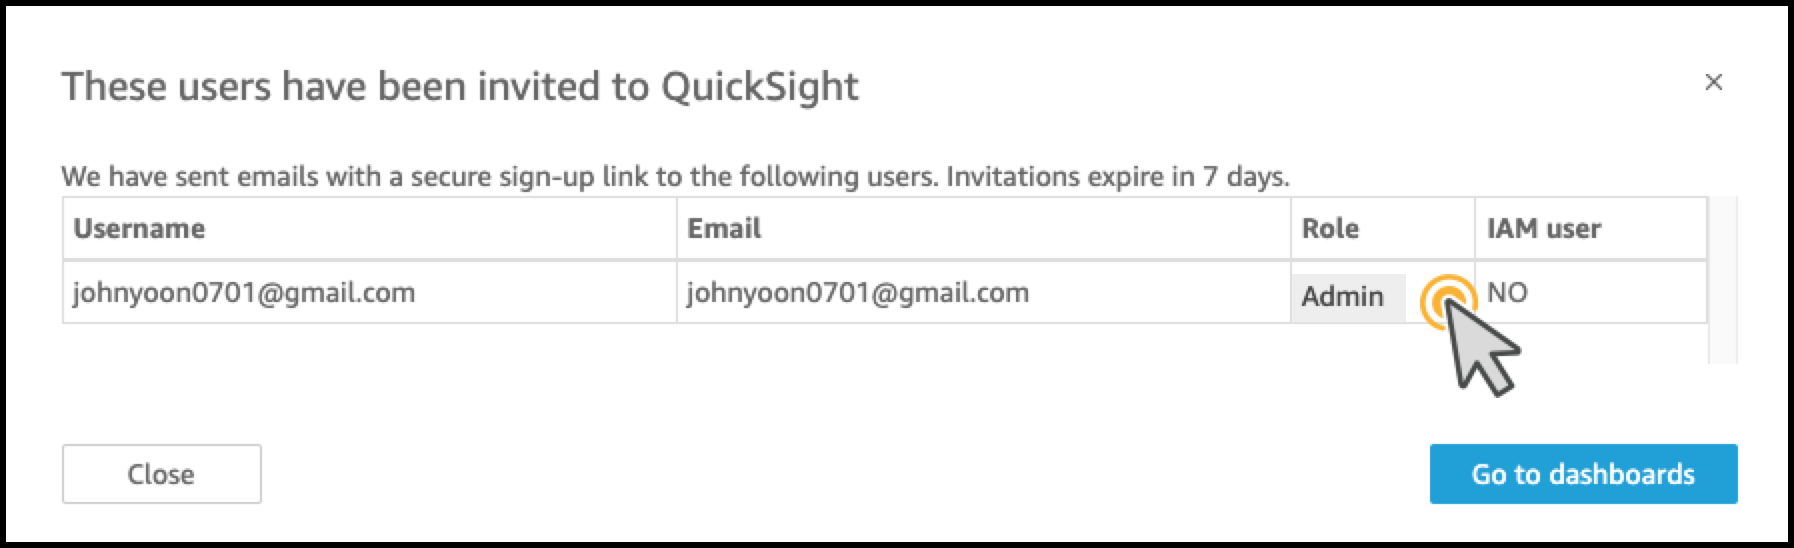 These users have been invited to QuickSight
×
We have sent emails with a secure sign-up link to the following users. Invitations expire in 7 days.
Username Email Role IAM user
johnyoon0701@gmail.com johnyoon0701@gmail.com Admin NO
Close Go to dashboards